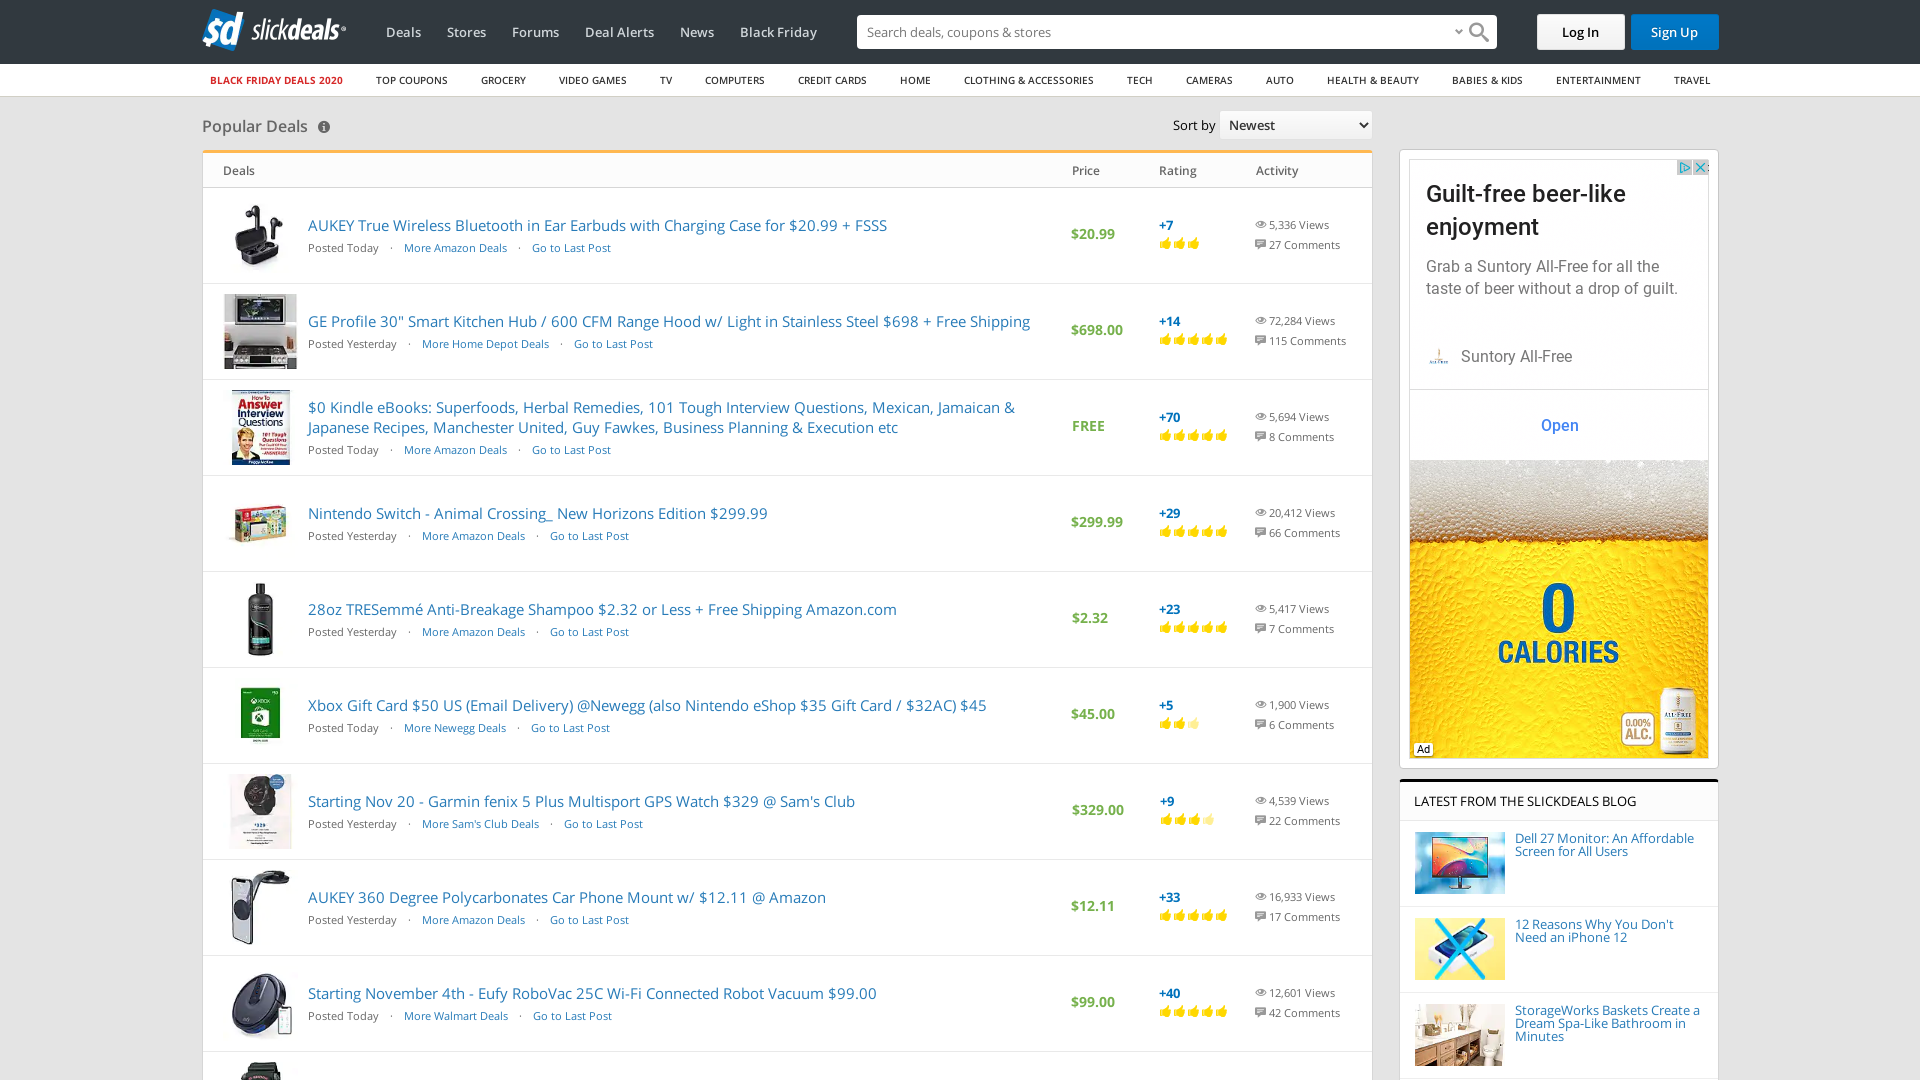 slickdeals
Deals
Stores
Forums
Deal Alerts
News
Black Friday
Search deals, coupons & stores
Log In
Sign Up
BLACK FRIDAY DEALS 2020
TOP COUPONS
GROCERY
VIDEO GAMES
TV
COMPUTERS
CREDIT CARDS
HOME
CLOTHING & ACCESSORIES
TECH
CAMERAS
AUTO
HEALTH & BEAUTY
BABIES & KIDS
ENTERTAINMENT
TRAVEL
Popular Deals
Sort by Newest
Deals Price Rating Activity
AUKEY True Wireless Bluetooth in Ear Earbuds with Charging Case for $20.99 + FSSS
Posted Today · More Amazon Deals · Go to Last Post
$20.99
+7
5,336 Views
27 Comments
GE Profile 30" Smart Kitchen Hub / 600 CFM Range Hood w/ Light in Stainless Steel $698 + Free Shipping
Posted Yesterday · More Home Depot Deals · Go to Last Post
$698.00
+14
72,284 Views
115 Comments
How To
Answer
Interview
Questions
$0 Kindle eBooks: Superfoods, Herbal Remedies, 101 Tough Interview Questions, Mexican, Jamaican &
Japanese Recipes, Manchester United, Guy Fawkes, Business Planning & Execution etc
Posted Today · More Amazon Deals · Go to Last Post
FREE
+70
5,694 Views
8 Comments
Nintendo Switch - Animal Crossing_ New Horizons Edition $299.99
Posted Yesterday · More Amazon Deals · Go to Last Post
$299.99
+29
20,412 Views
66 Comments
28oz TRESemmé Anti-Breakage Shampoo $2.32 or Less + Free Shipping Amazon.com
Posted Yesterday · More Amazon Deals · Go to Last Post
$2.32
+23
5,417 Views
7 Comments
XBOX
Xbox Gift Card $50 US (Email Delivery) @Newegg (also Nintendo eShop $35 Gift Card / $32AC) $45
Posted Today · More Newegg Deals · Go to Last Post
$45.00
+5
1,900 Views
6 Comments
Starting Nov 20 - Garmin fenix 5 Plus Multisport GPS Watch $329 @ Sam's Club
Posted Yesterday · More Sam's Club Deals · Go to Last Post
$329.00
+9
4,539 Views
22 Comments
AUKEY 360 Degree Polycarbonates Car Phone Mount w/ $12.11 @ Amazon
Posted Yesterday · More Amazon Deals · Go to Last Post
$12.11
+33
16,933 Views
17 Comments
Starting November 4th - Eufy RoboVac 25C Wi-Fi Connected Robot Vacuum $99.00
Posted Today · More Walmart Deals · Go to Last Post
$99.00
+40
12,601 Views
42 Comments
Guilt-free beer-like
enjoyment
Grab a Suntory All-Free for all the
taste of beer without a drop of guilt.
Suntory All-Free
Open
0
CALORIES
0.00%
ALC.
ALL-FREE
Ad
LATEST FROM THE SLICKDEALS BLOG
Dell 27 Monitor: An Affordable
Screen for All Users
12 Reasons Why You Don't
Need an iPhone 12
StorageWorks Baskets Create a
Dream Spa-Like Bathroom in
Minutes